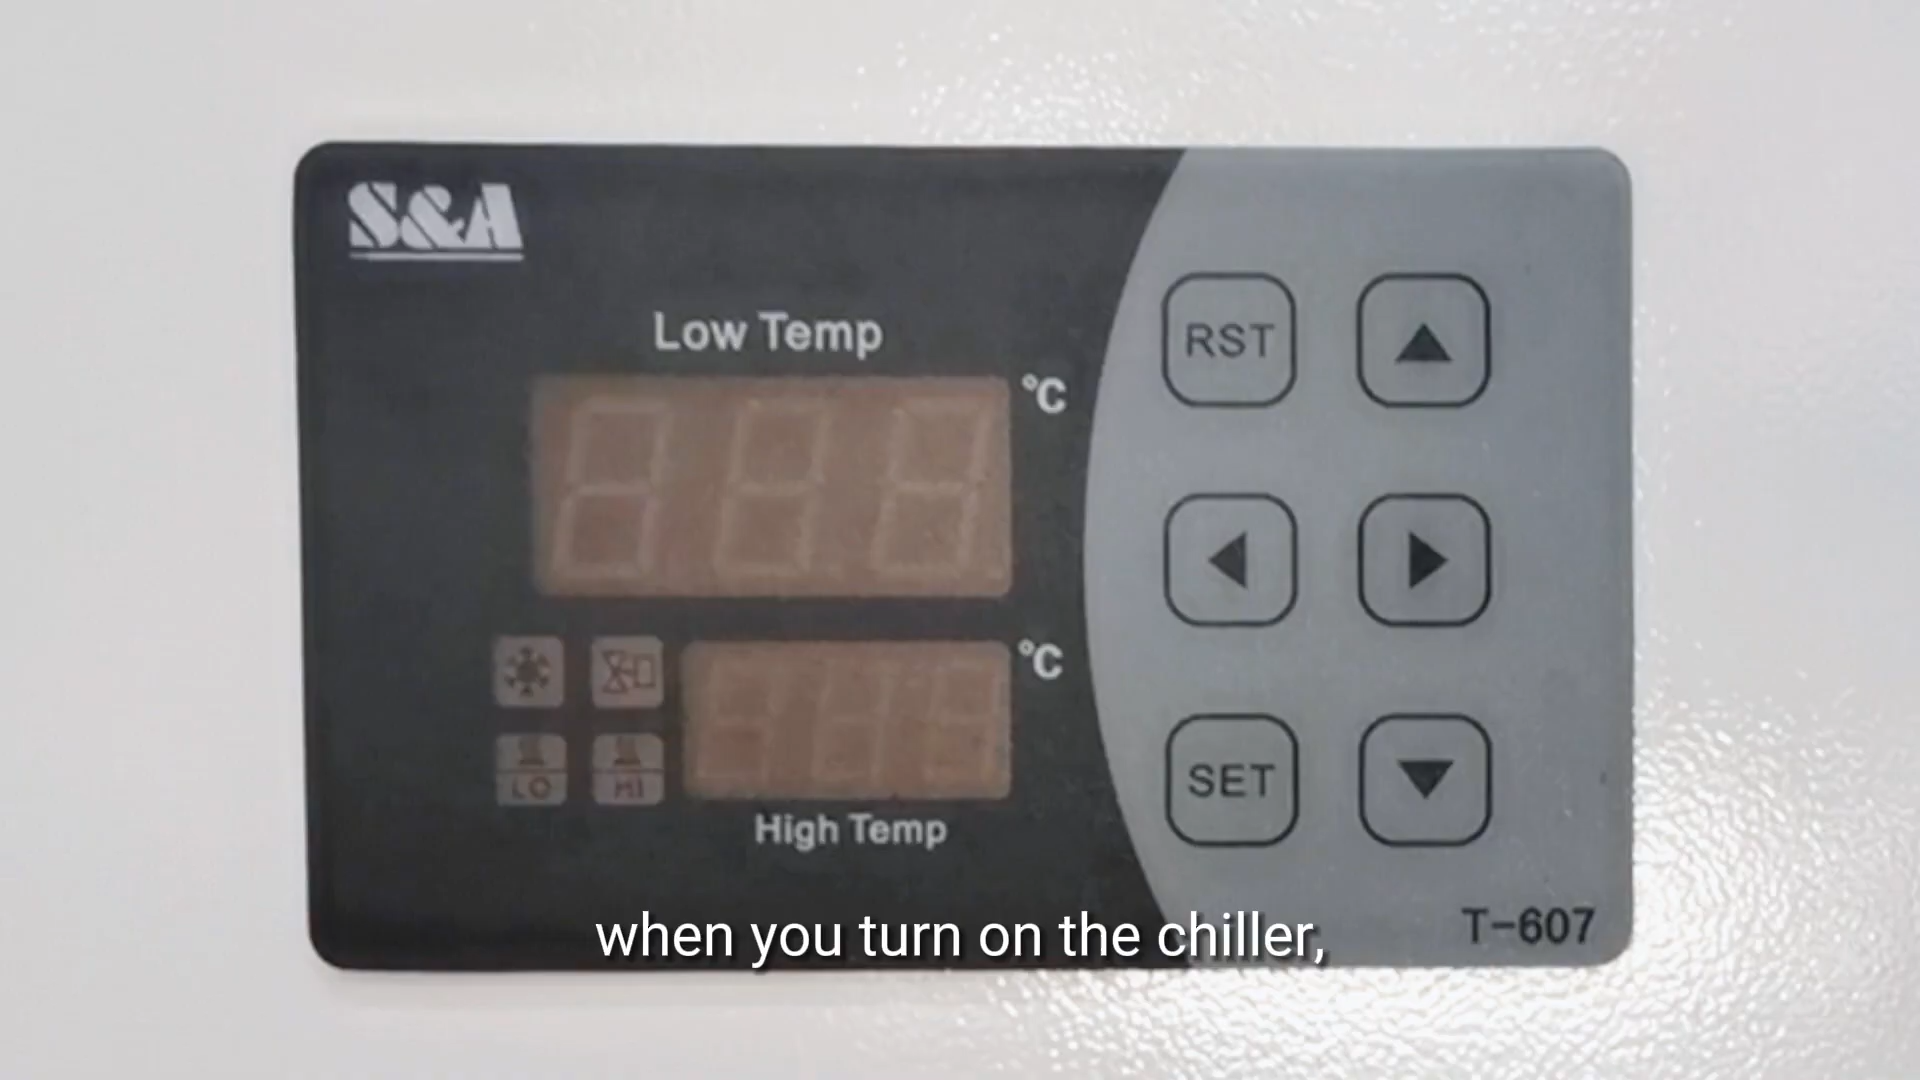 S&A
Low Temp
°C
RST
°C
LO
HI
High Temp
SET
T-607
when you turn on the chiller,